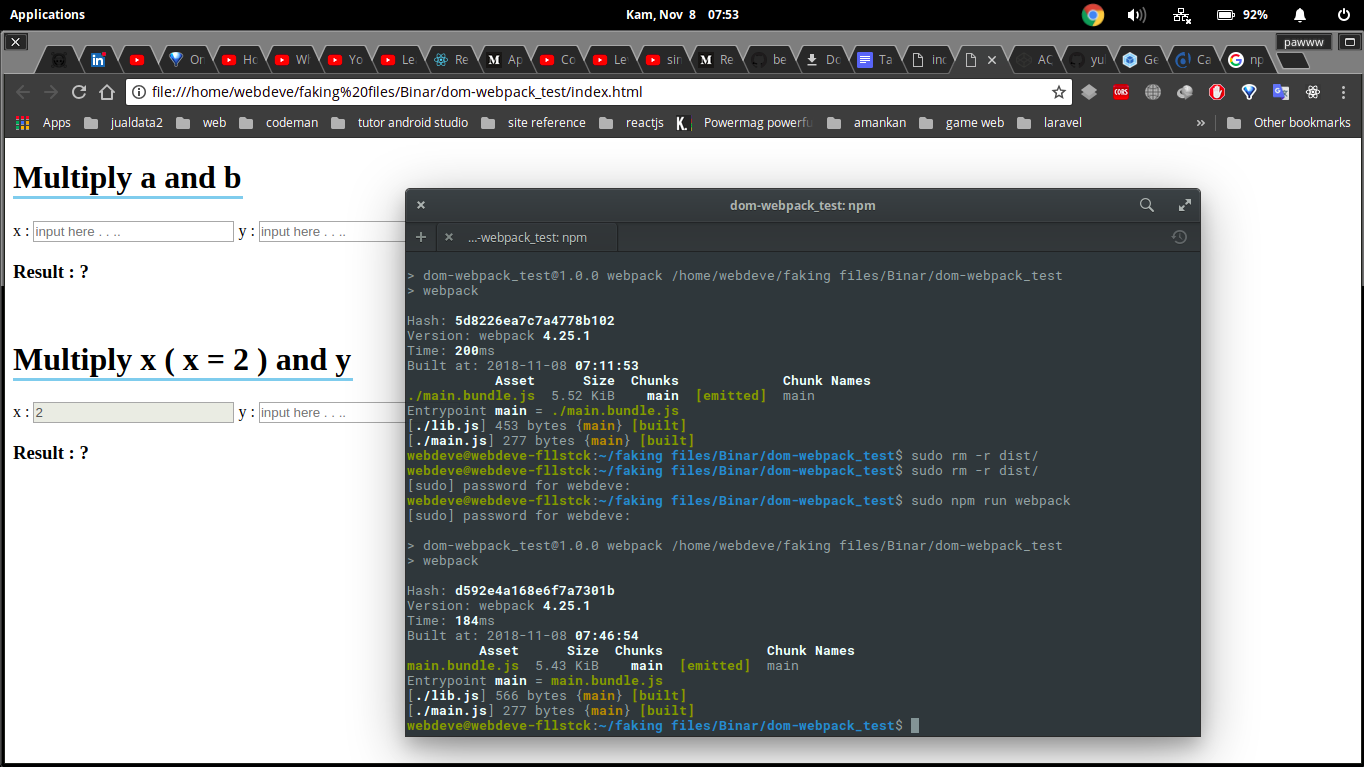 Applications
Kam, Nov 8 07:53
92%
pawww
in
Or
Ho
Wl
Yo
Le
Re
Ap
Co
Le
sin
Re
be
Do
Ta
inc
AC
yul
Ge
Ca
np
file:///home/webdeve/faking%20files/Binar/dom-webpack_test/index.html
CORS
Apps jualdata2 web codeman tutor android studio site reference reactjs K. Powermag powerfu amankan game web laravel » Other bookmarks
Multiply a and b
x : input here . . .. y : input here . . ..
Result : ?
Multiply x ( x = 2 ) and y
x : 2 y : input here . . ..
Result : ?
dom-webpack_test: npm
...-webpack_test: npm
> dom-webpack_test@1.0.0 webpack /home/webdeve/faking files/Binar/dom-webpack_test
> webpack
Hash: 5d8226ea7c7a4778b102
Version: webpack 4.25.1
Time: 200ms
Built at: 2018-11-08 07:11:53
Asset Size Chunks Chunk Names
./main.bundle.js 5.52 KiB main [emitted] main
Entrypoint main = ./main.bundle.js
[./lib.js] 453 bytes {main} [built]
[./main.js] 277 bytes {main} [built]
webdeve@webdeve-fllstck:~/faking files/Binar/dom-webpack_test$ sudo rm -r dist/
webdeve@webdeve-fllstck:~/faking files/Binar/dom-webpack_test$ sudo rm -r dist/
[sudo] password for webdeve:
webdeve@webdeve-fllstck:~/faking files/Binar/dom-webpack_test$ sudo npm run webpack
[sudo] password for webdeve:
> dom-webpack_test@1.0.0 webpack /home/webdeve/faking files/Binar/dom-webpack_test
> webpack
Hash: d592e4a168e6f7a7301b
Version: webpack 4.25.1
Time: 184ms
Built at: 2018-11-08 07:46:54
Asset Size Chunks Chunk Names
main.bundle.js 5.43 KiB main [emitted] main
Entrypoint main = main.bundle.js
[./lib.js] 566 bytes {main} [built]
[./main.js] 277 bytes {main} [built]
webdeve@webdeve-fllstck:~/faking files/Binar/dom-webpack_test$